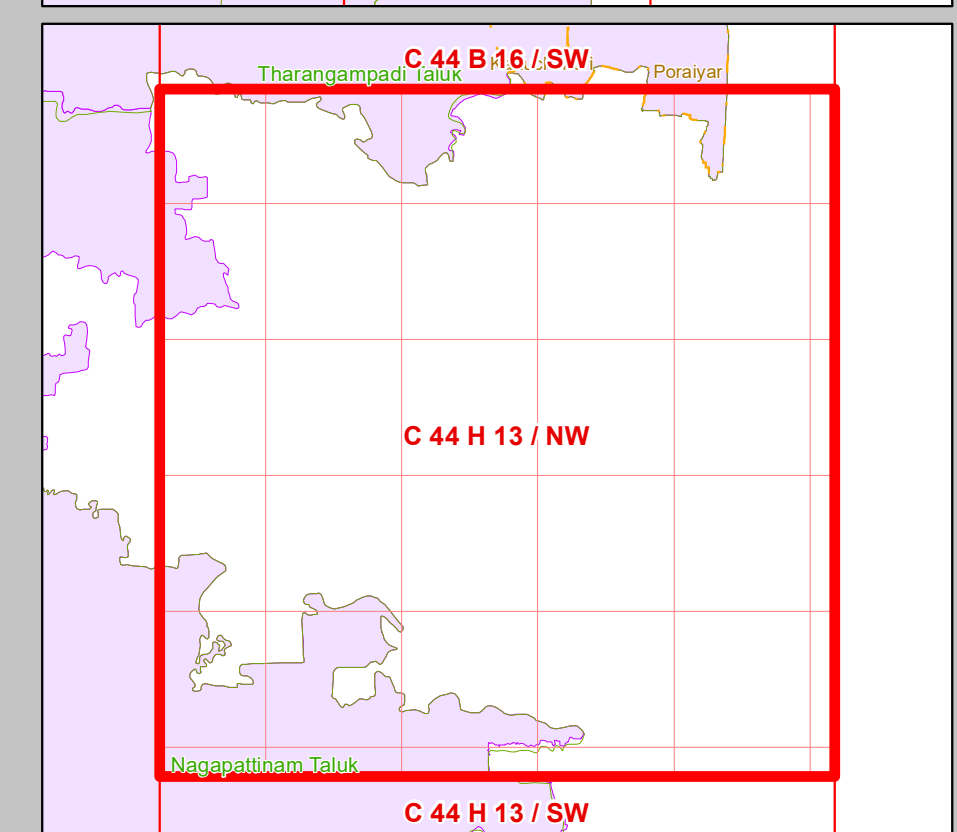 C 44 B 16 / SW
Tharangampadi Taluk
Poraiyar
C 44 H 13 / NW
Nagapattinam Taluk
C 44 H 13 / SW